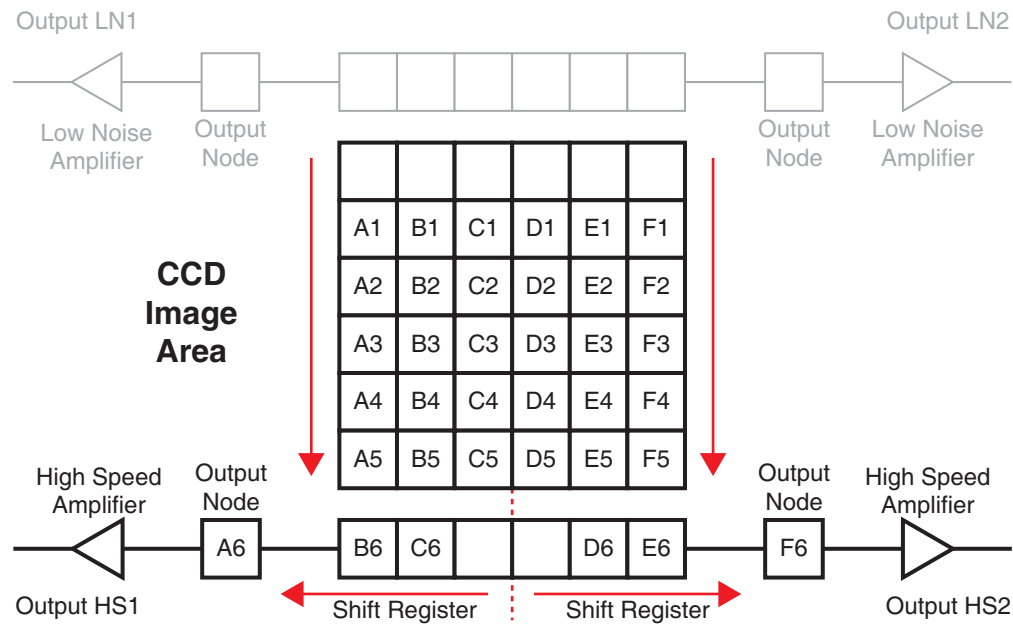 Output LN1
Output LN2
Low Noise
Amplifier
Output
Node
Output
Node
Low Noise
Amplifier
CCD
Image
Area
A1 B1 C1 D1 E1 F1
A2 B2 C2 D2 E2 F2
A3 B3 C3 D3 E3 F3
A4 B4 C4 D4 E4 F4
A5 B5 C5 D5 E5 F5
High Speed
Amplifier
Output
Node
Output
Node
High Speed
Amplifier
A6 B6 C6 D6 E6 F6
Output HS1
Shift Register
Shift Register
Output HS2